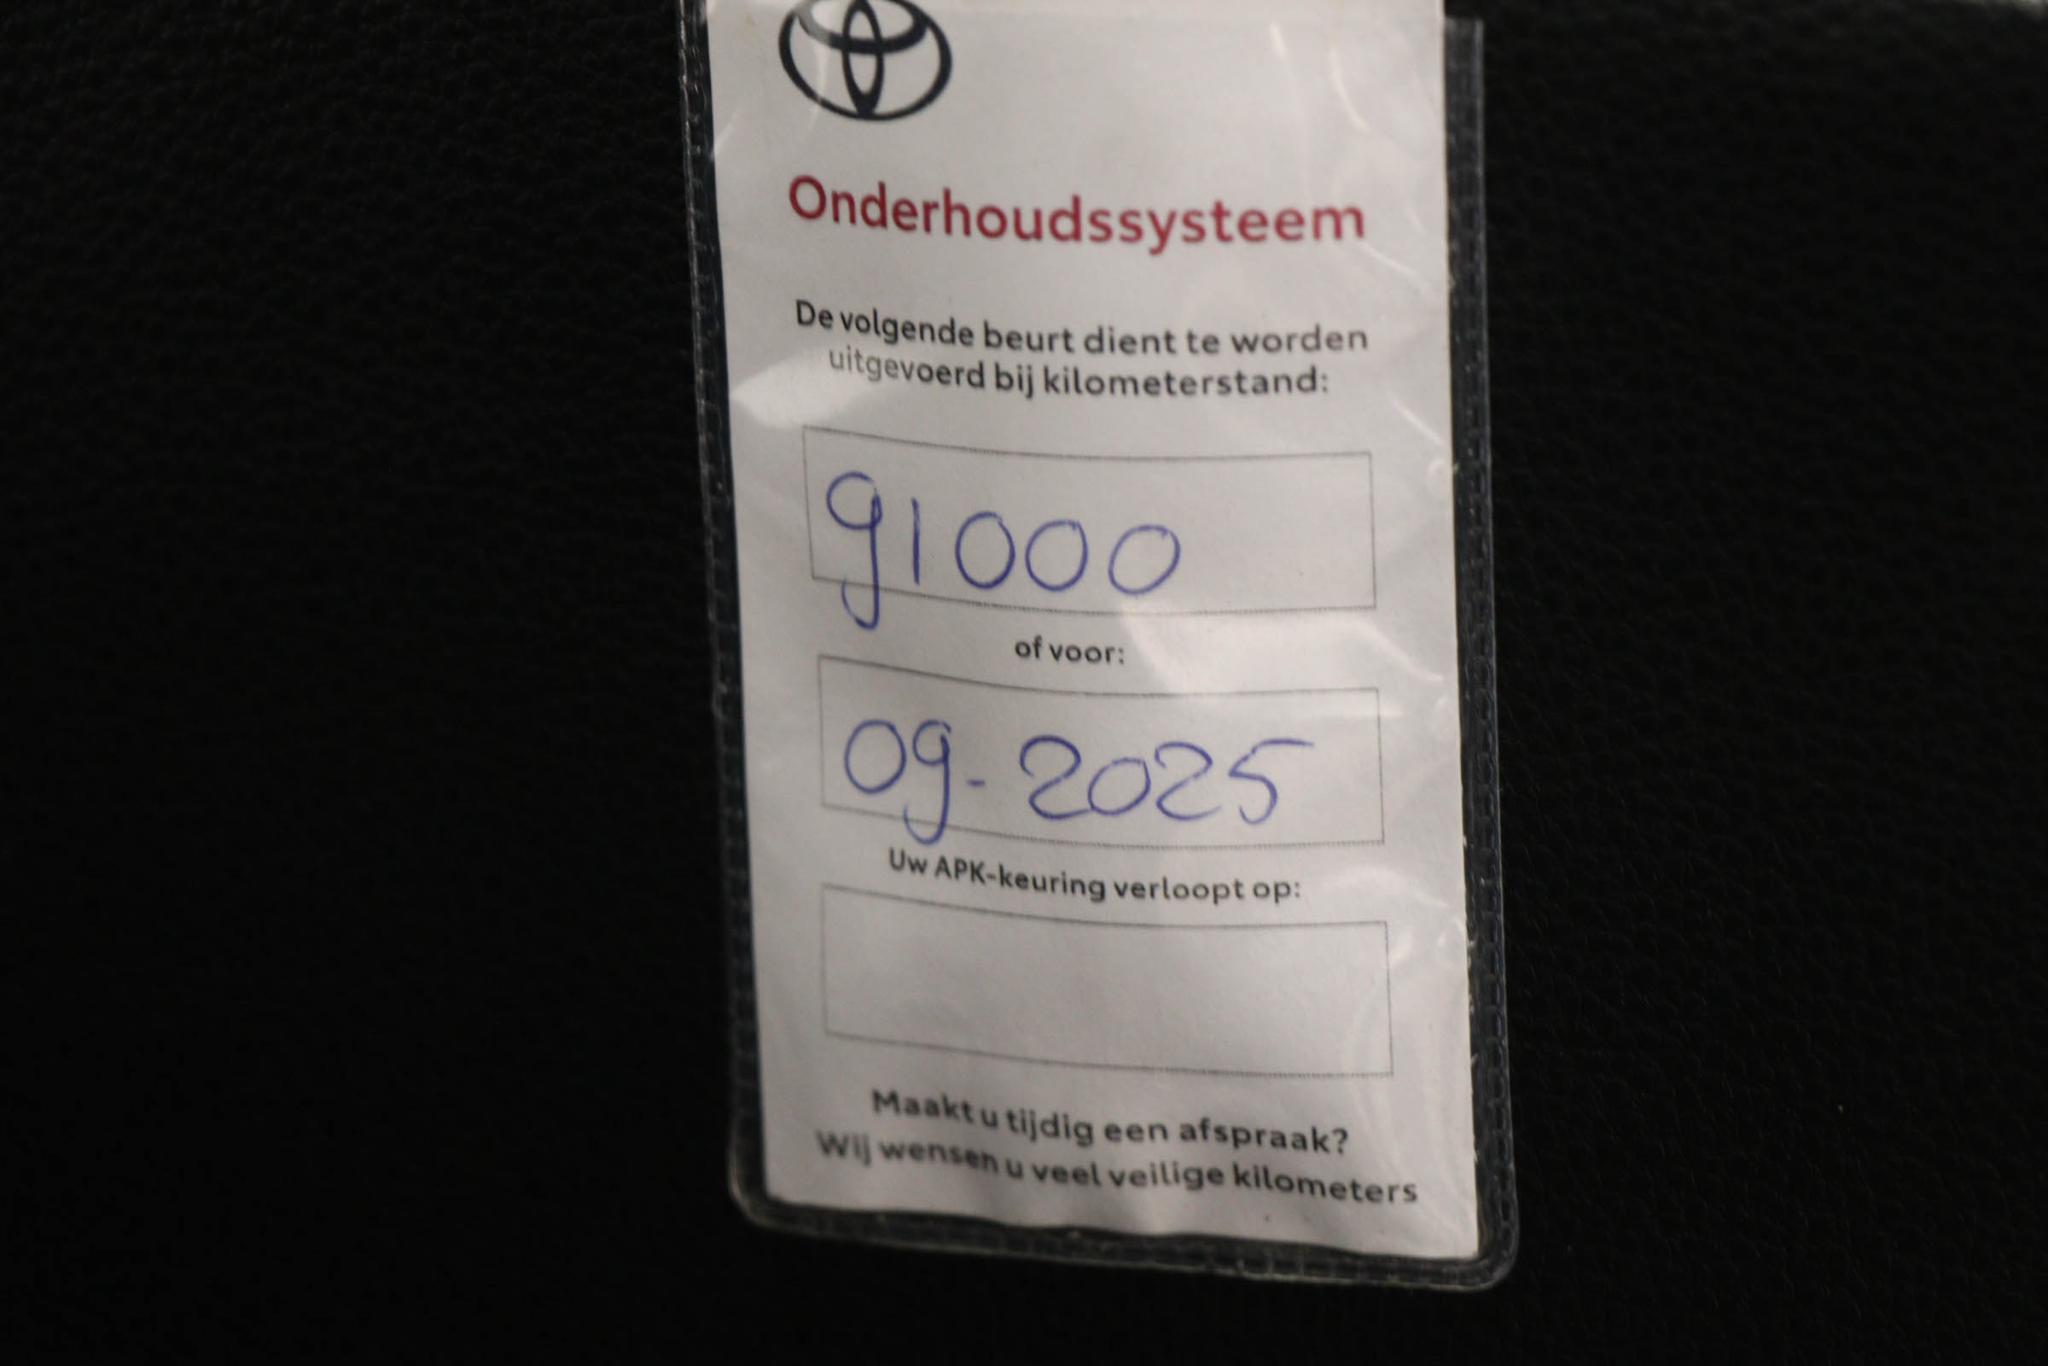 Onderhoudssysteem
De volgende beurt dient te worden
uitgevoerd bij kilometerstand:
91000
of voor:
09-2025
Uw APK-keuring verloopt op:
Maakt u tijdig een afspraak?
Wij wensen u veel veilige kilometers